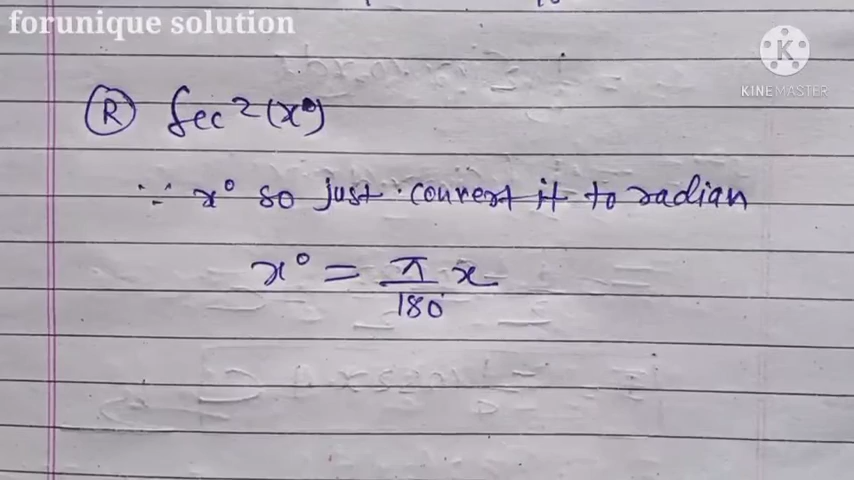 forunique solution
K
KINEMASTER
(R) Sec²(x°)
∵ x° so just convert it to radian
x° = π/180 x